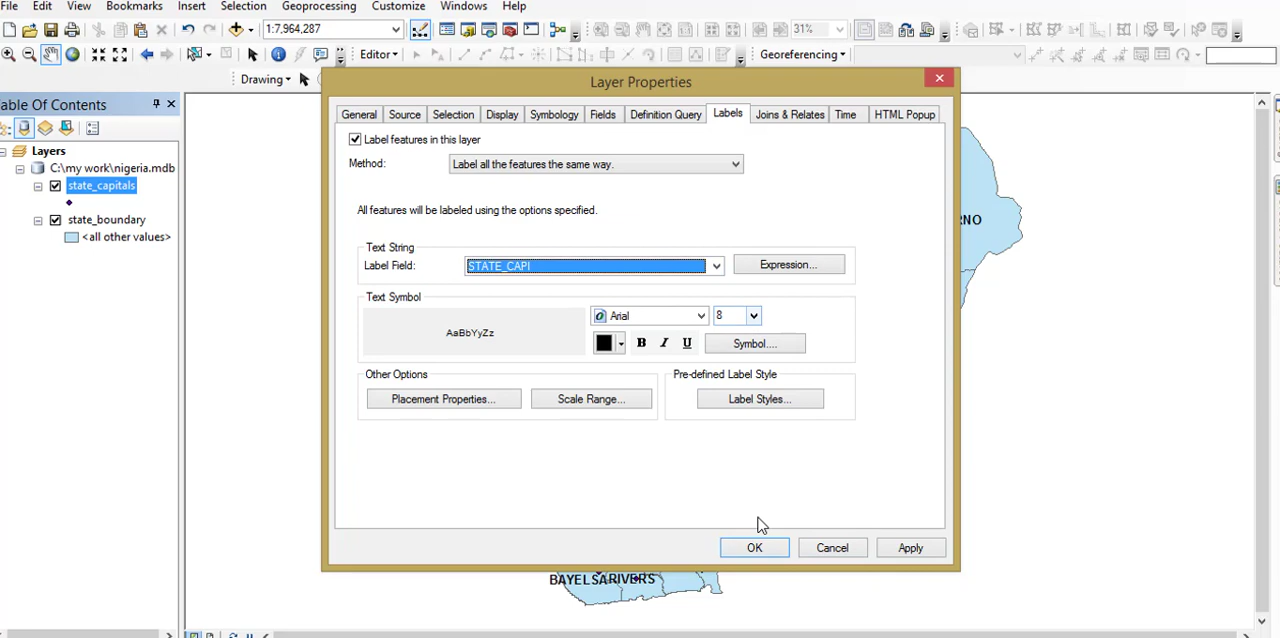 File Edit View Bookmarks Insert Selection Geoprocessing Customize Windows Help
1:7,964,287 31%
Editor Georeferencing
Drawing
Layer Properties
Table Of Contents
General Source Selection Display Symbology Fields Definition Query Labels Joins & Relates Time HTML Popup
Label features in this layer
Layers
Method: Label all the features the same way.
C:\my work\nigeria.mdb
state_capitals
All features will be labeled using the options specified.
state_boundary
RNO
<all other values>
Text String
Label Field: STATE_CAPI Expression...
Text Symbol
AaBbYyZz Arial 8
B I U Symbol....
Other Options Pre-defined Label Style
Placement Properties... Scale Range... Label Styles...
OK Cancel Apply
BAYELSARIVERS